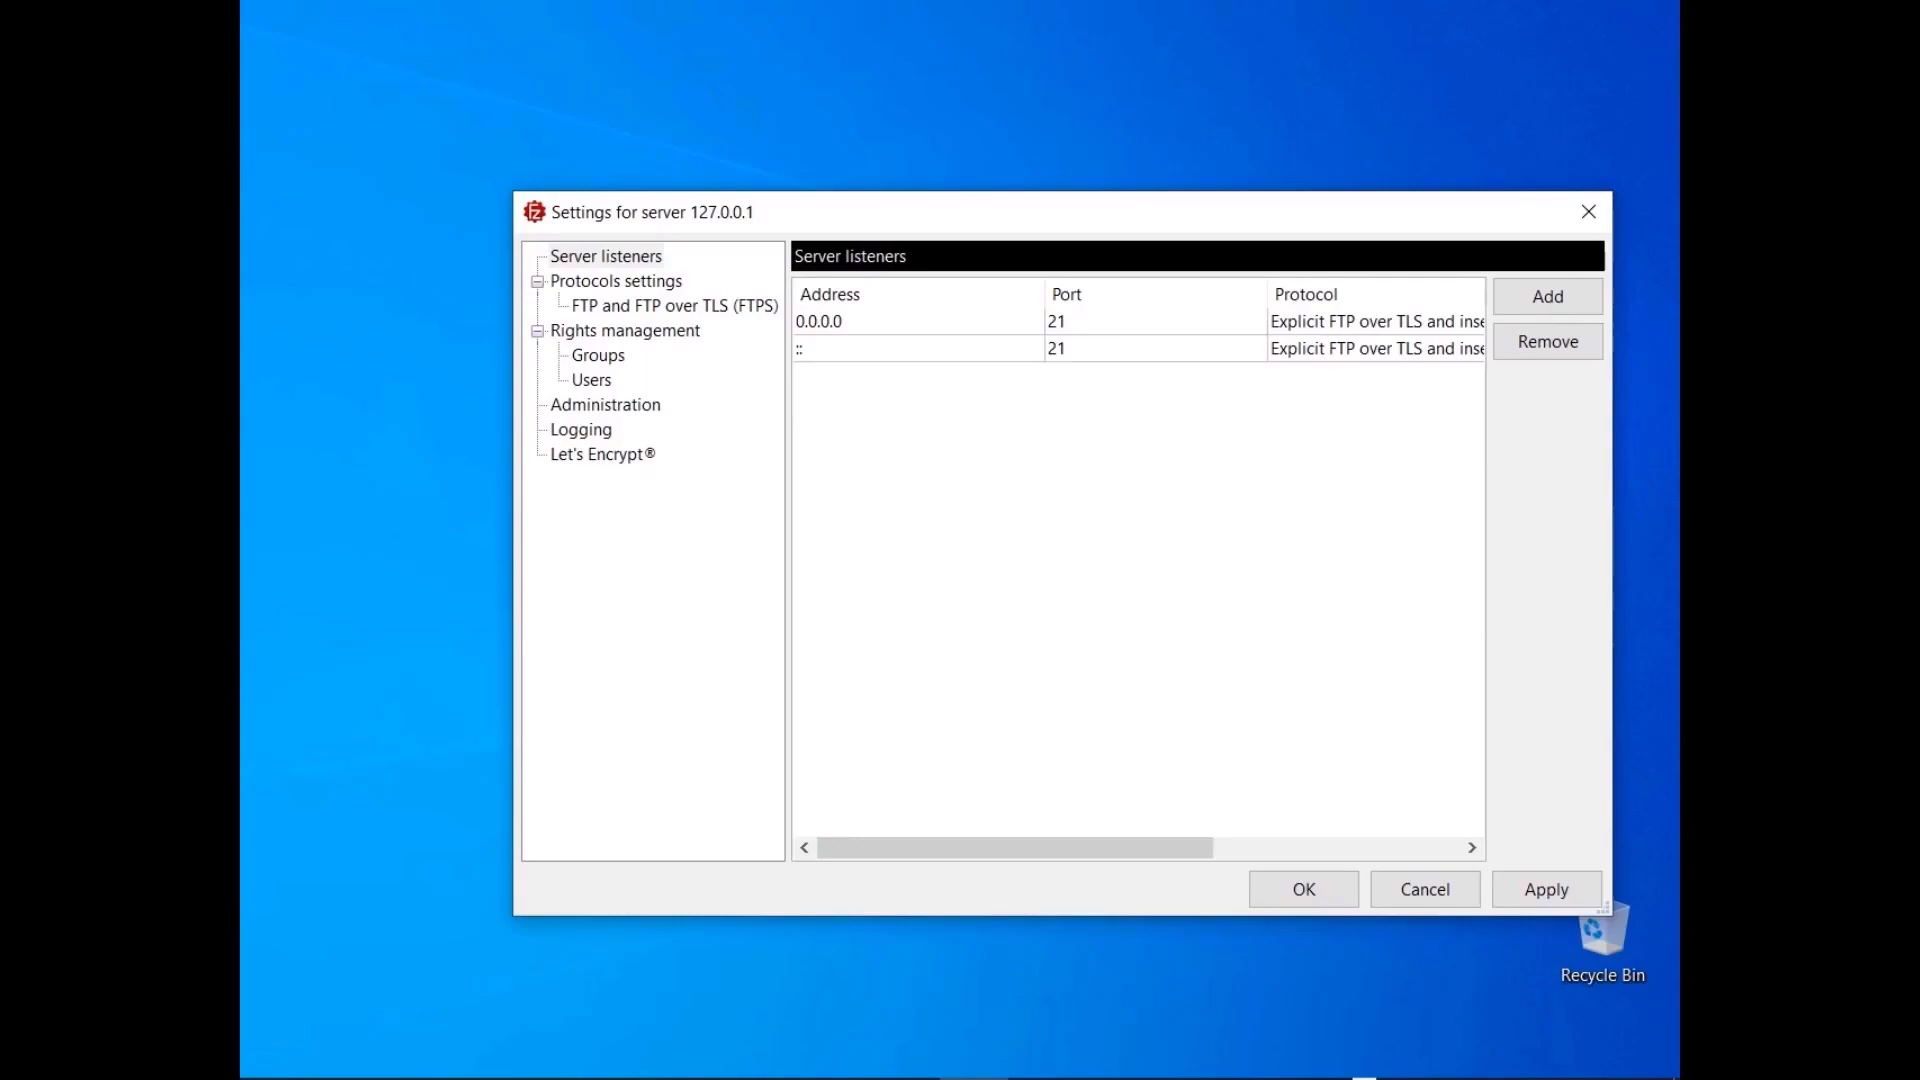 Settings for server 127.0.0.1
Server listeners
Protocols settings
FTP and FTP over TLS (FTPS)
Rights management
Groups
Users
Administration
Logging
Let's Encrypt®
Server listeners
Address Port Protocol
0.0.0.0 21 Explicit FTP over TLS and inse
:: 21 Explicit FTP over TLS and inse
Add
Remove
OK Cancel Apply
Recycle Bin